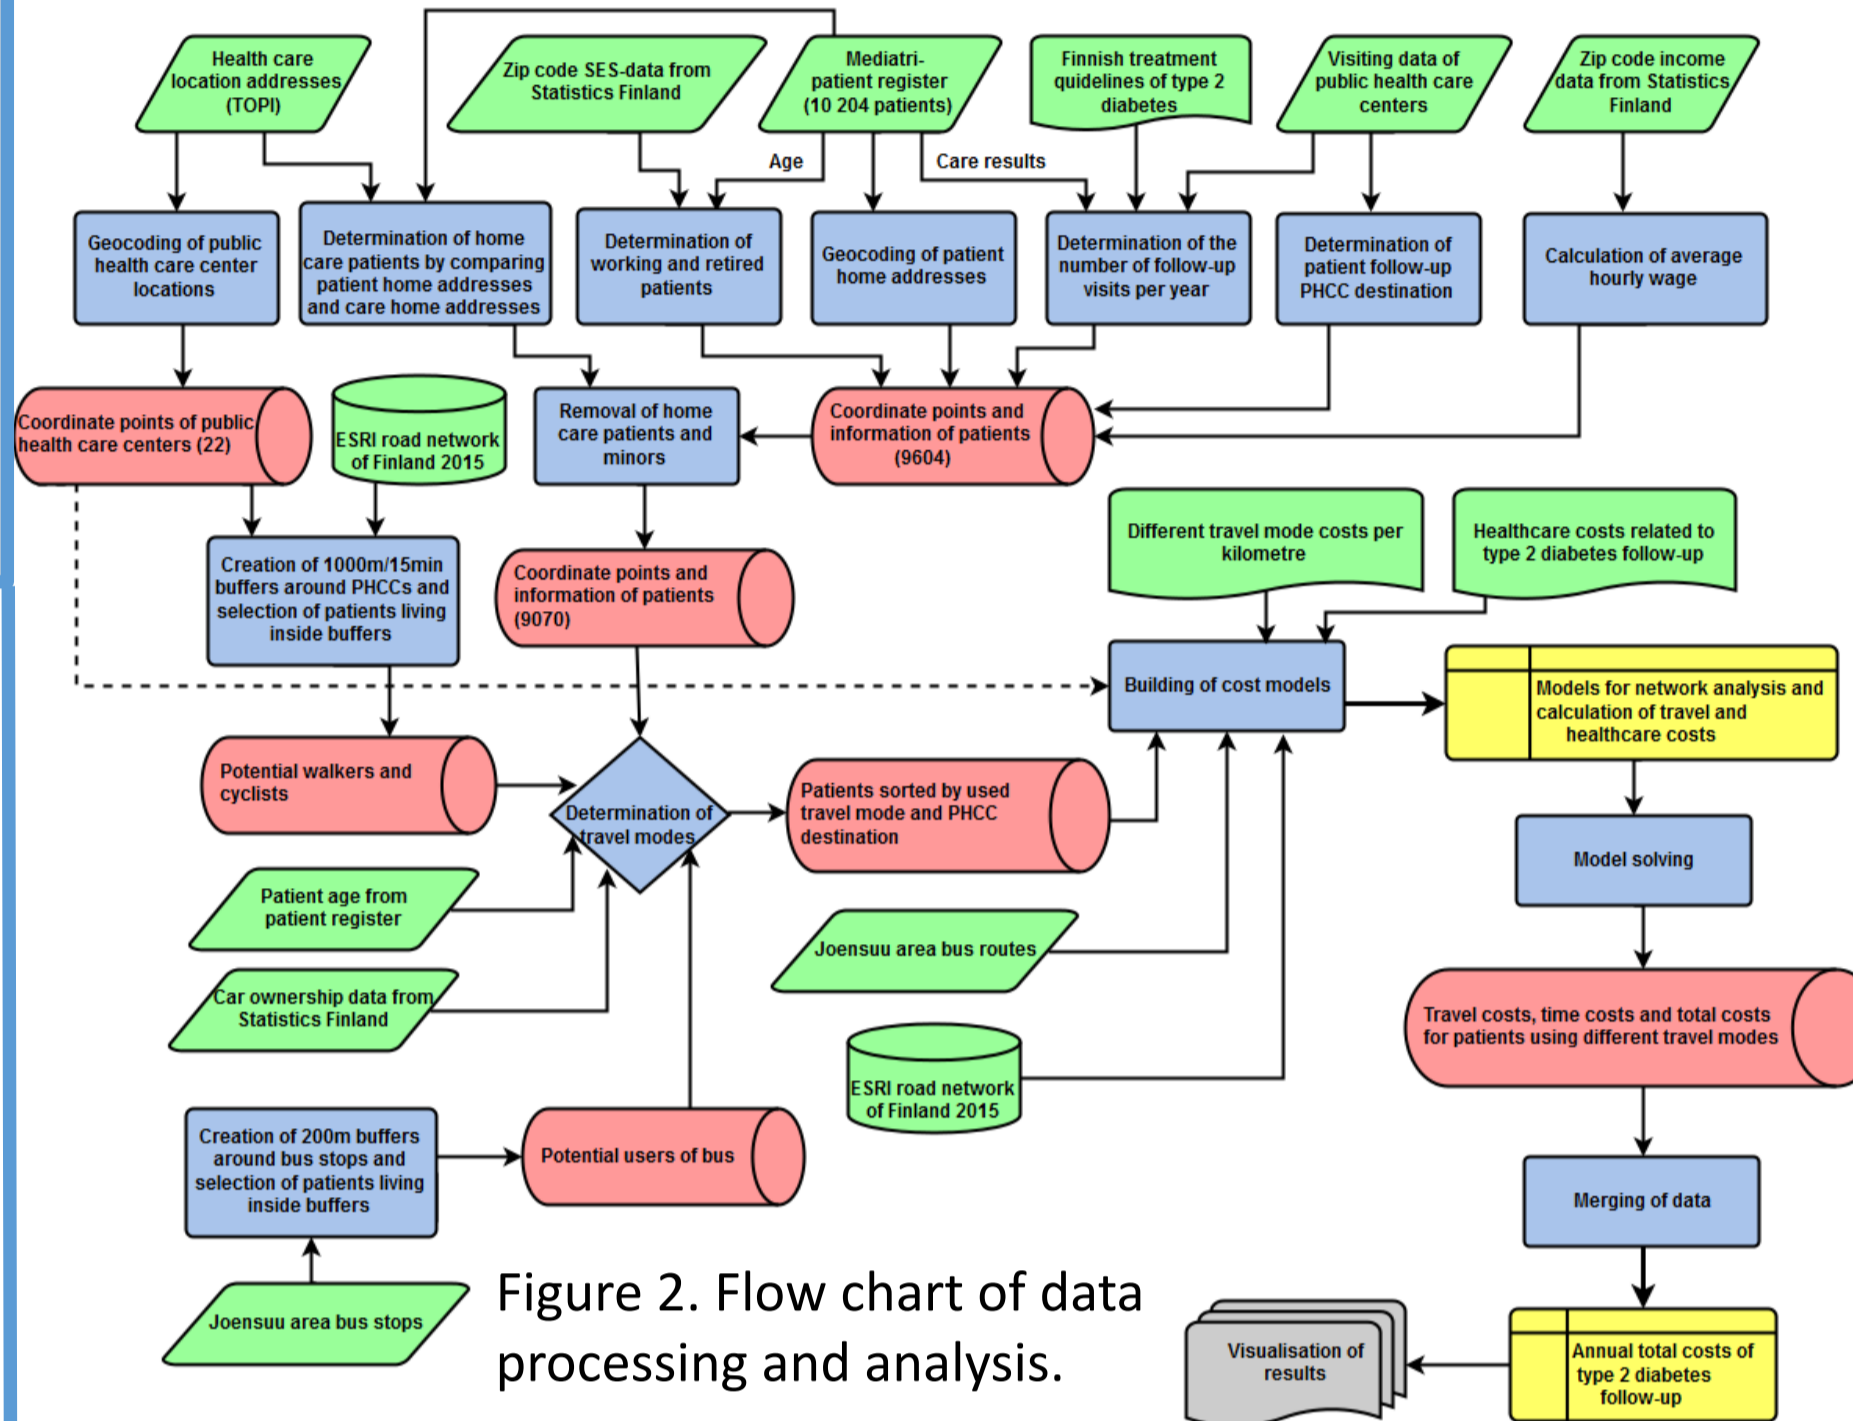 Health care
location addresses
(TOPI)
Zip code SES-data from
Statistics Finland
Mediatri-
patient register
(10 204 patients)
Finnish treatment
quidelines of type 2
diabetes
Visiting data of
public health care
centers
Zip code income
data from Statistics
Finland
Age
Care results
Geocoding of public
health care center
locations
Determination of home
care patients by comparing
patient home addresses
and care home addresses
Determination of
working and retired
patients
Geocoding of patient
home addresses
Determination of the
number of follow-up
visits per year
Determination of
patient follow-up
PHCC destination
Calculation of average
hourly wage
Coordinate points of public
health care centers (22)
ESRI road network
of Finland 2015
Removal of home
care patients and
minors
Coordinate points and
information of patients
(9604)
Creation of 1000m/15min
buffers around PHCCs and
selection of patients living
inside buffers
Coordinate points and
information of patients
(9070)
Different travel mode costs per
kilometre
Healthcare costs related to
type 2 diabetes follow-up
Building of cost models
Models for network analysis and
calculation of travel and
healthcare costs
Potential walkers and
cyclists
Determination of
travel modes
Patients sorted by used
travel mode and PHCC
destination
Model solving
Patient age from
patient register
Joensuu area bus routes
Car ownership data from
Statistics Finland
Travel costs, time costs and total costs
for patients using different travel modes
ESRI road network
of Finland 2015
Creation of 200m buffers
around bus stops and
selection of patients living
inside buffers
Potential users of bus
Merging of data
Joensuu area bus stops
Figure 2. Flow chart of data
processing and analysis.
Visualisation of
results
Annual total costs of
type 2 diabetes
follow-up